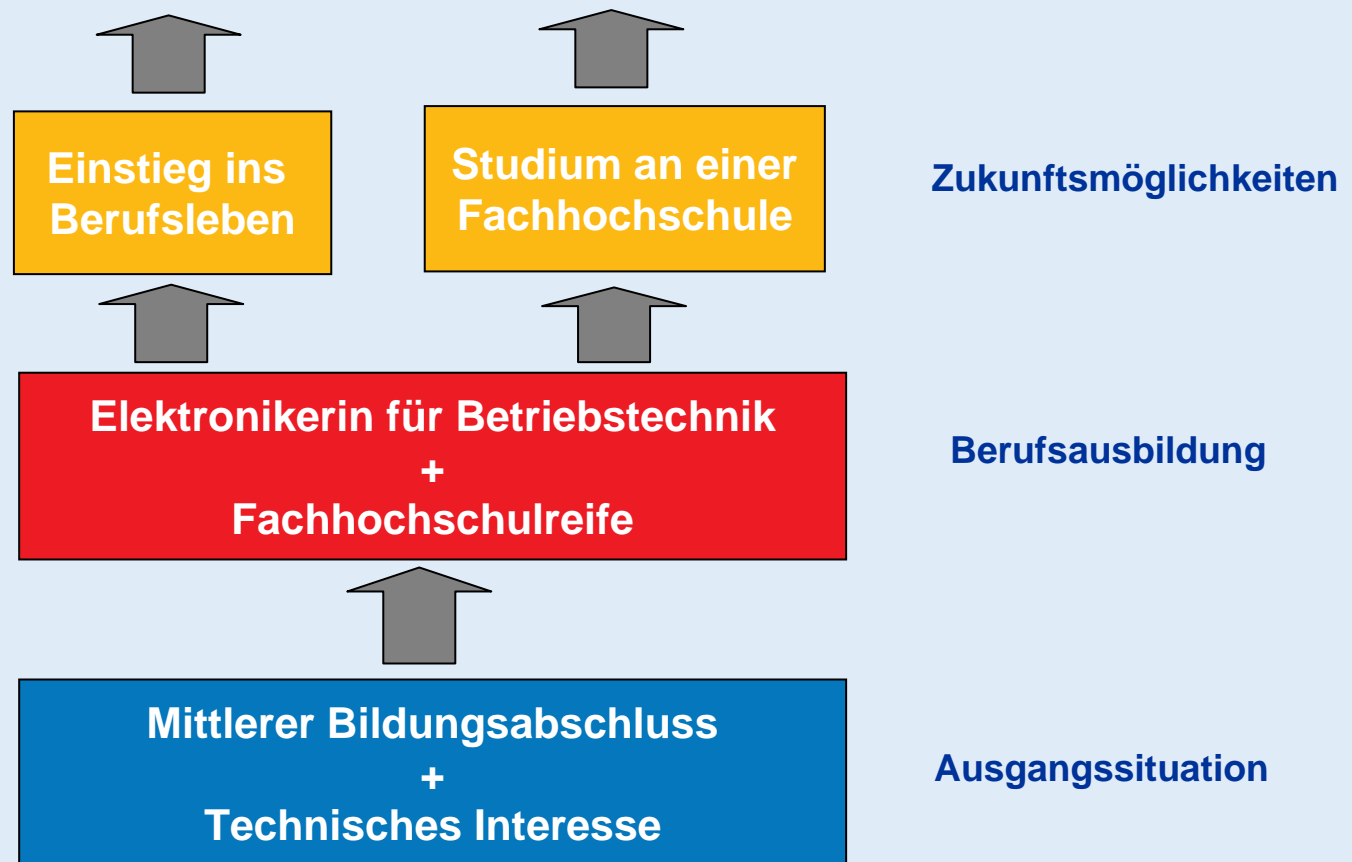 Einstieg ins
Berufsleben
Studium an einer
Fachhochschule
Zukunftsmöglichkeiten
Elektronikerin für Betriebstechnik
+
Fachhochschulreife
Berufsausbildung
Mittlerer Bildungsabschluss
+
Technisches Interesse
Ausgangssituation